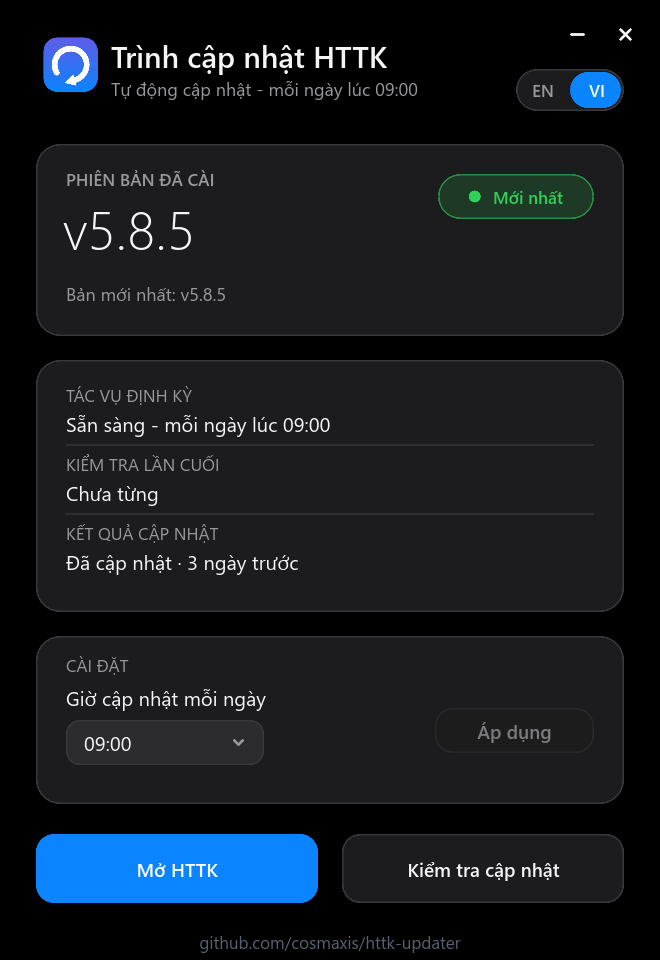 Trình cập nhật HTTK
Tự động cập nhật - mỗi ngày lúc 09:00
EN VI
PHIÊN BẢN ĐÃ CÀI
Mới nhất
v5.8.5
Bản mới nhất: v5.8.5
TÁC VỤ ĐỊNH KỲ
Sẵn sàng - mỗi ngày lúc 09:00
KIỂM TRA LẦN CUỐI
Chưa từng
KẾT QUẢ CẬP NHẬT
Đã cập nhật · 3 ngày trước
CÀI ĐẶT
Giờ cập nhật mỗi ngày
09:00
Áp dụng
Mở HTTK
Kiểm tra cập nhật
github.com/cosmaxis/httk-updater